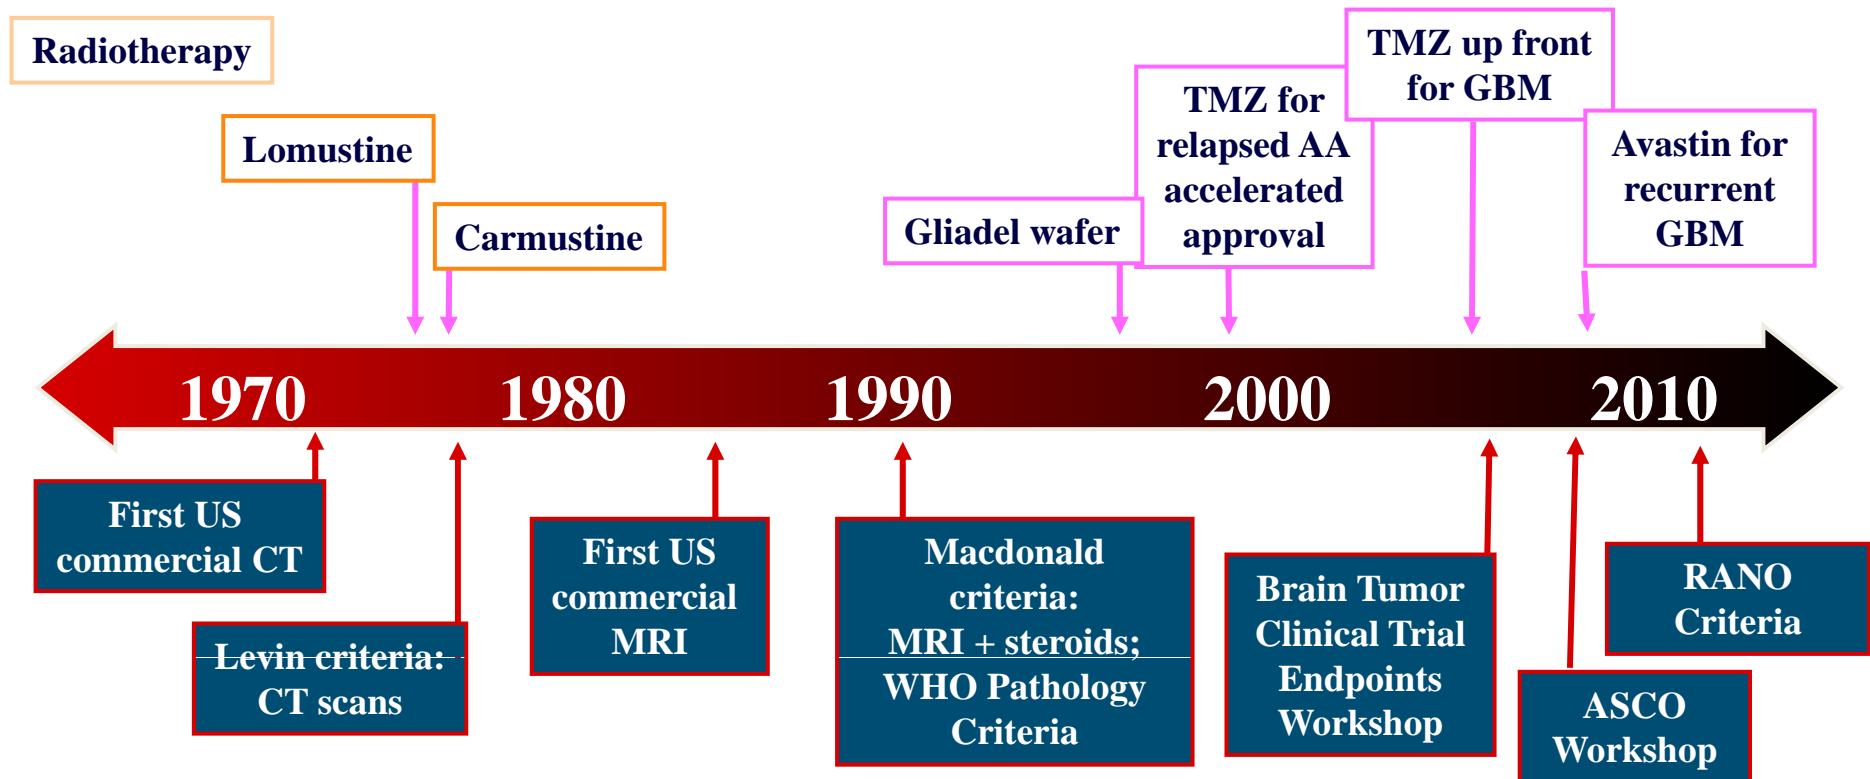 Radiotherapy
Lomustine
Carmustine
Gliadel wafer
TMZ for
relapsed AA
accelerated
approval
TMZ up front
for GBM
Avastin for
recurrent
GBM
1970
1980
1990
2000
2010
First US
commercial CT
Levin criteria:
CT scans
First US
commercial
MRI
Macdonald
criteria:
MRI + steroids;
WHO Pathology
Criteria
Brain Tumor
Clinical Trial
Endpoints
Workshop
ASCO
Workshop
RANO
Criteria